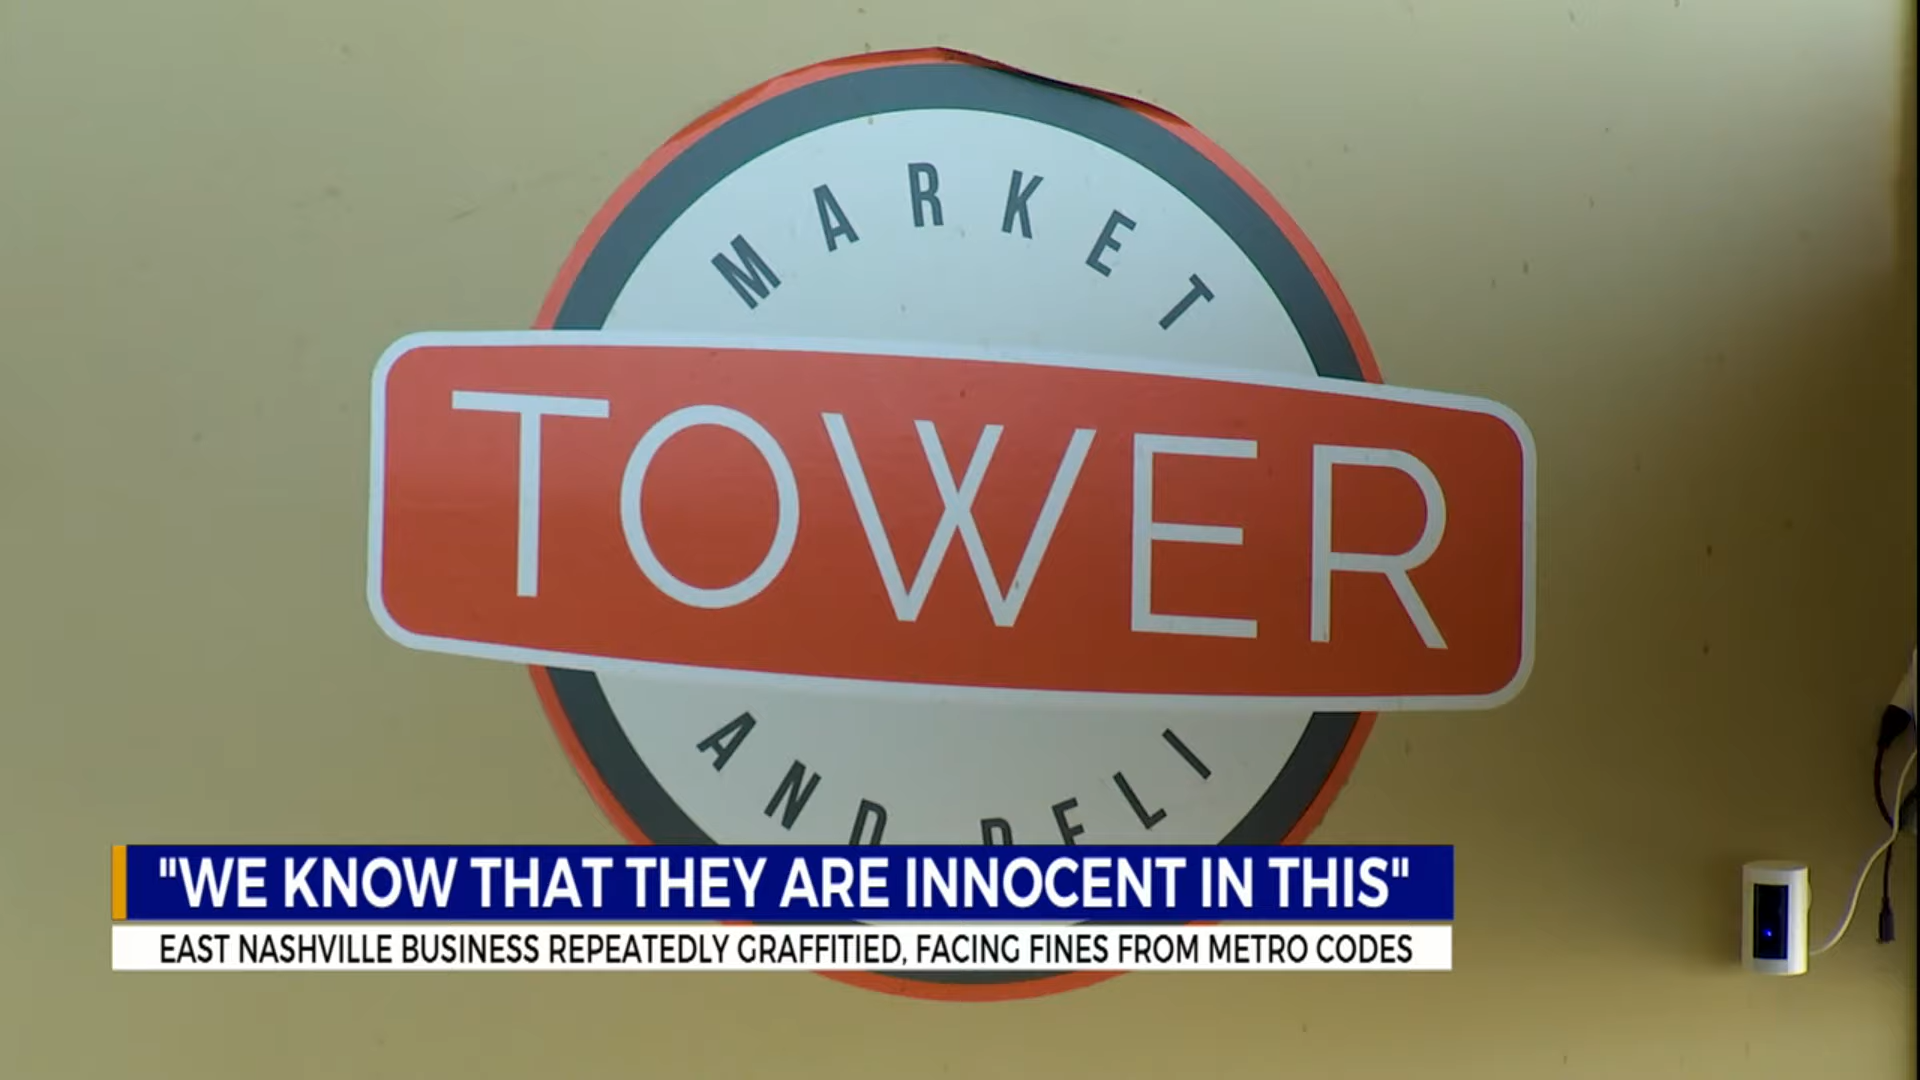 MARKET
TOWER
AND DELI
"WE KNOW THAT THEY ARE INNOCENT IN THIS"
EAST NASHVILLE BUSINESS REPEATEDLY GRAFFITIED, FACING FINES FROM METRO CODES